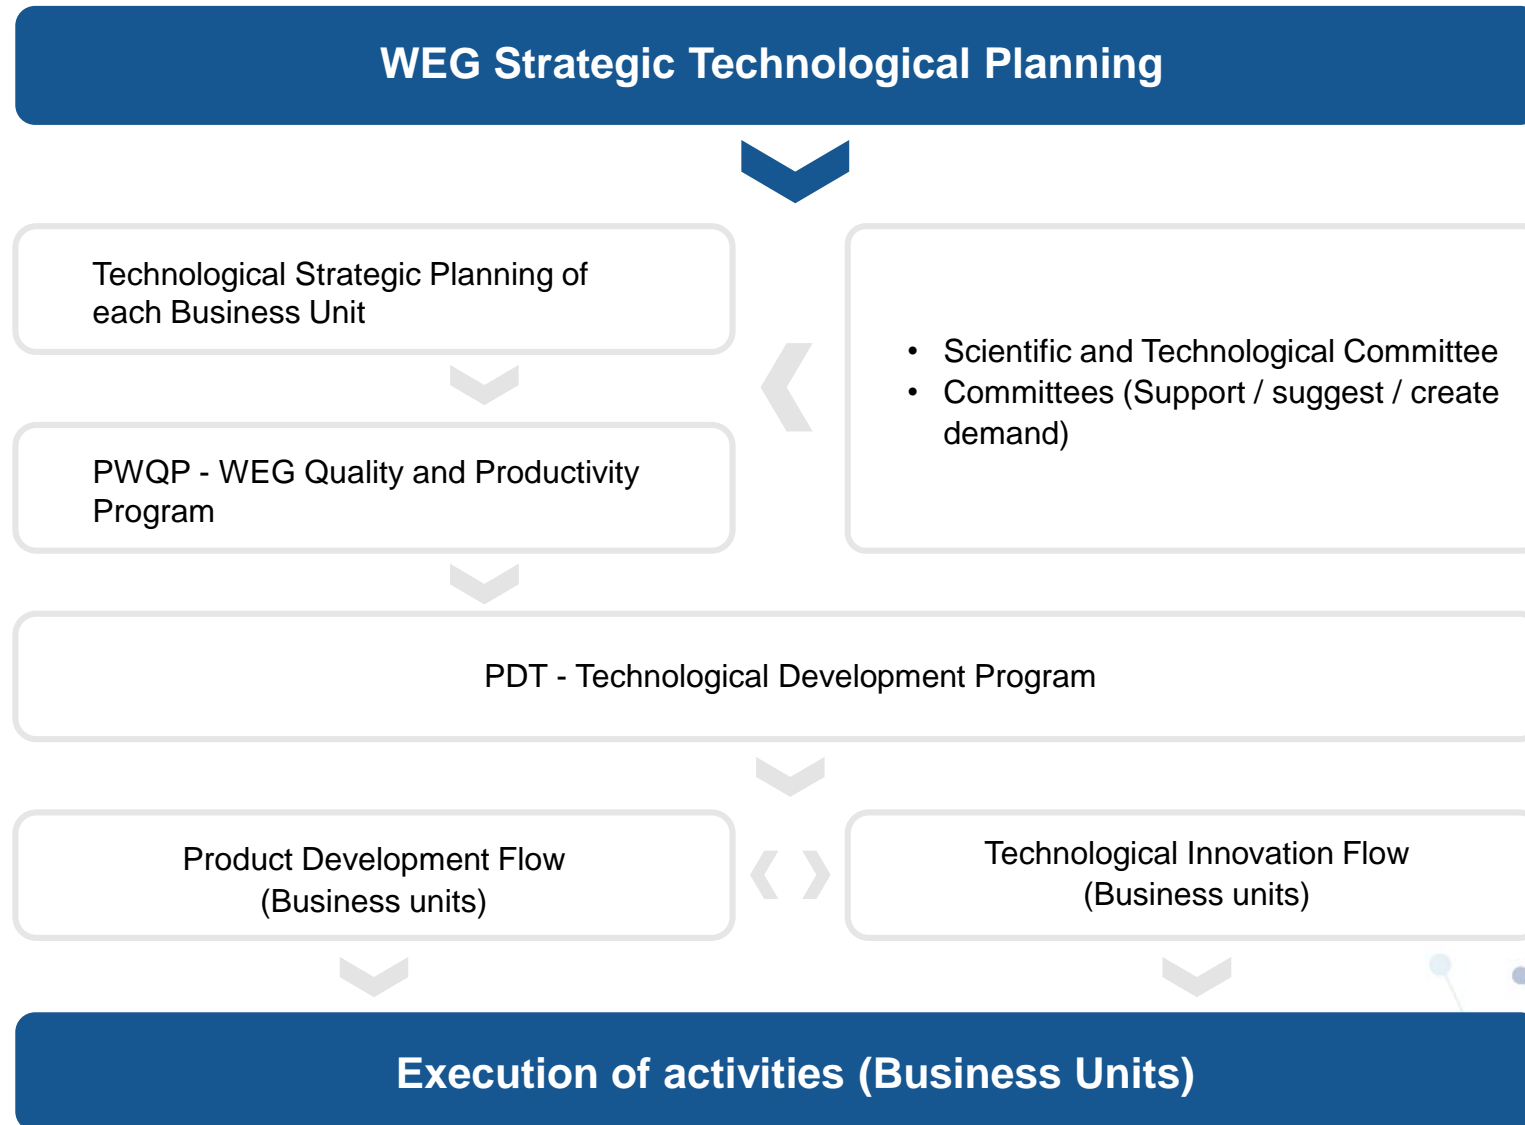 WEG Strategic Technological Planning
Technological Strategic Planning of
each Business Unit
PWQP - WEG Quality and Productivity
Program
• Scientific and Technological Committee
• Committees (Support / suggest / create
demand)
PDT - Technological Development Program
Product Development Flow
(Business units)
Technological Innovation Flow
(Business units)
Execution of activities (Business Units)